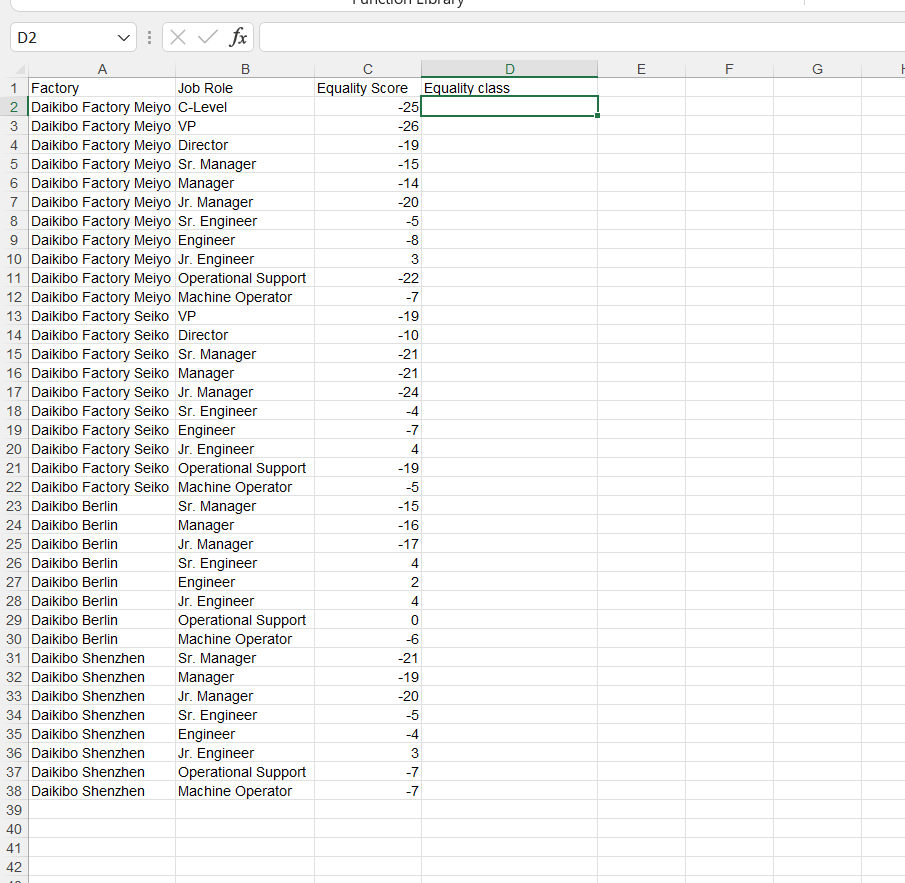 Function Library
D2 fx
A B C D E F G H
1 Factory Job Role Equality Score Equality class
2 Daikibo Factory Meiyo C-Level -25
3 Daikibo Factory Meiyo VP -26
4 Daikibo Factory Meiyo Director -19
5 Daikibo Factory Meiyo Sr. Manager -15
6 Daikibo Factory Meiyo Manager -14
7 Daikibo Factory Meiyo Jr. Manager -20
8 Daikibo Factory Meiyo Sr. Engineer -5
9 Daikibo Factory Meiyo Engineer -8
10 Daikibo Factory Meiyo Jr. Engineer 3
11 Daikibo Factory Meiyo Operational Support -22
12 Daikibo Factory Meiyo Machine Operator -7
13 Daikibo Factory Seiko VP -19
14 Daikibo Factory Seiko Director -10
15 Daikibo Factory Seiko Sr. Manager -21
16 Daikibo Factory Seiko Manager -21
17 Daikibo Factory Seiko Jr. Manager -24
18 Daikibo Factory Seiko Sr. Engineer -4
19 Daikibo Factory Seiko Engineer -7
20 Daikibo Factory Seiko Jr. Engineer 4
21 Daikibo Factory Seiko Operational Support -19
22 Daikibo Factory Seiko Machine Operator -5
23 Daikibo Berlin Sr. Manager -15
24 Daikibo Berlin Manager -16
25 Daikibo Berlin Jr. Manager -17
26 Daikibo Berlin Sr. Engineer 4
27 Daikibo Berlin Engineer 2
28 Daikibo Berlin Jr. Engineer 4
29 Daikibo Berlin Operational Support 0
30 Daikibo Berlin Machine Operator -6
31 Daikibo Shenzhen Sr. Manager -21
32 Daikibo Shenzhen Manager -19
33 Daikibo Shenzhen Jr. Manager -20
34 Daikibo Shenzhen Sr. Engineer -5
35 Daikibo Shenzhen Engineer -4
36 Daikibo Shenzhen Jr. Engineer 3
37 Daikibo Shenzhen Operational Support -7
38 Daikibo Shenzhen Machine Operator -7
39
40
41
42